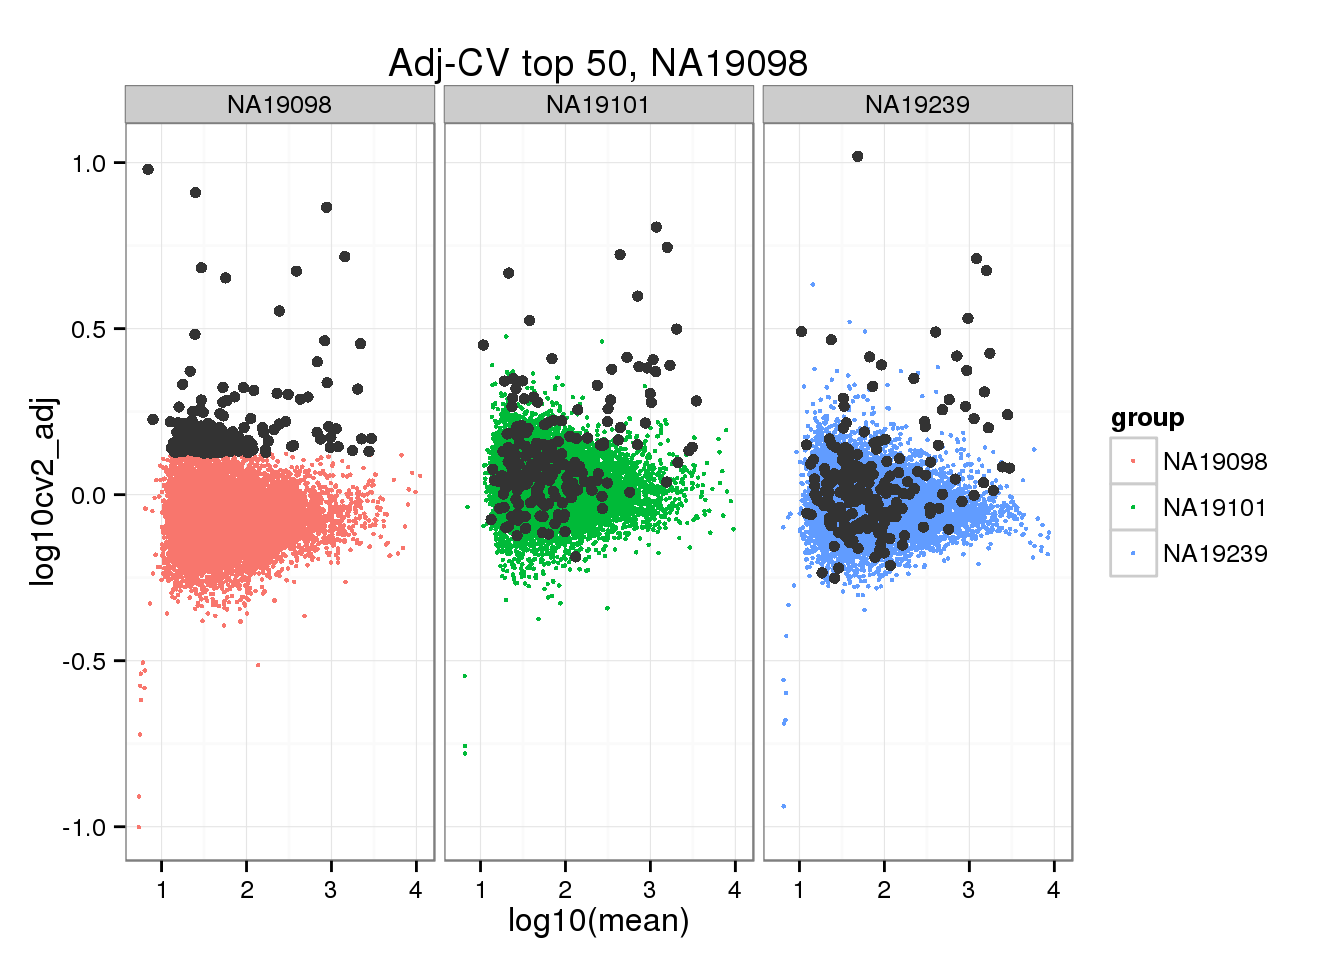 Adj-CV top 50, NA19098
NA19098 NA19101 NA19239
1.0
0.5
0.0
-0.5
-1.0
log10cv2_adj
1 2 3 4 1 2 3 4 1 2 3 4
log10(mean)
group
NA19098
NA19101
NA19239